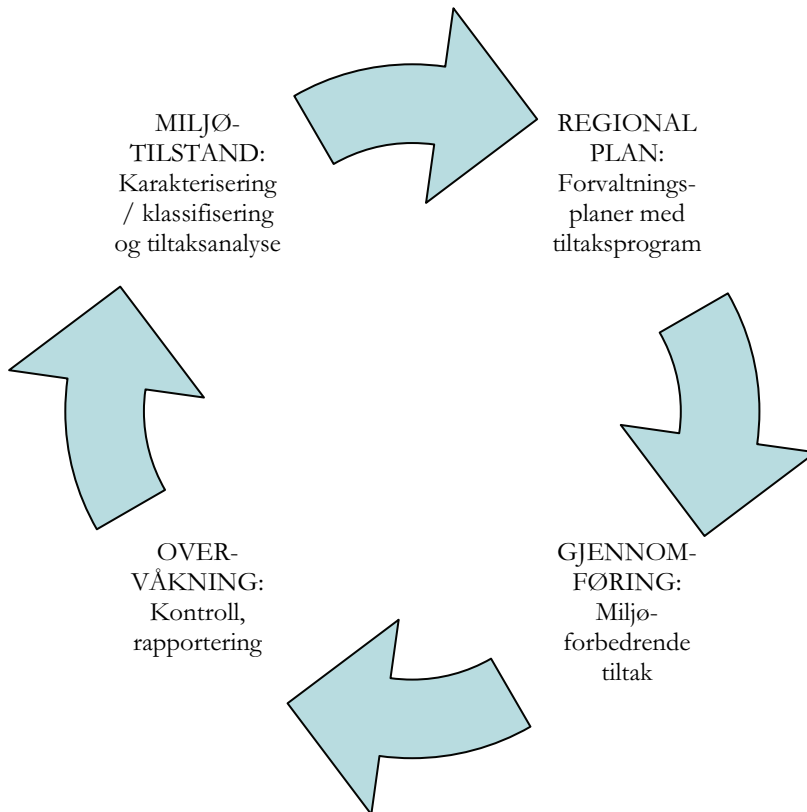 MILJØ-
TILSTAND:
Karakterisering
/ klassifisering
og tiltaksanalyse
REGIONAL
PLAN:
Forvaltnings-
planer med
tiltaksprogram
GJENNOM-
FØRING:
Miljø-
forbedrende
tiltak
OVER-
VÅKNING:
Kontroll,
rapportering